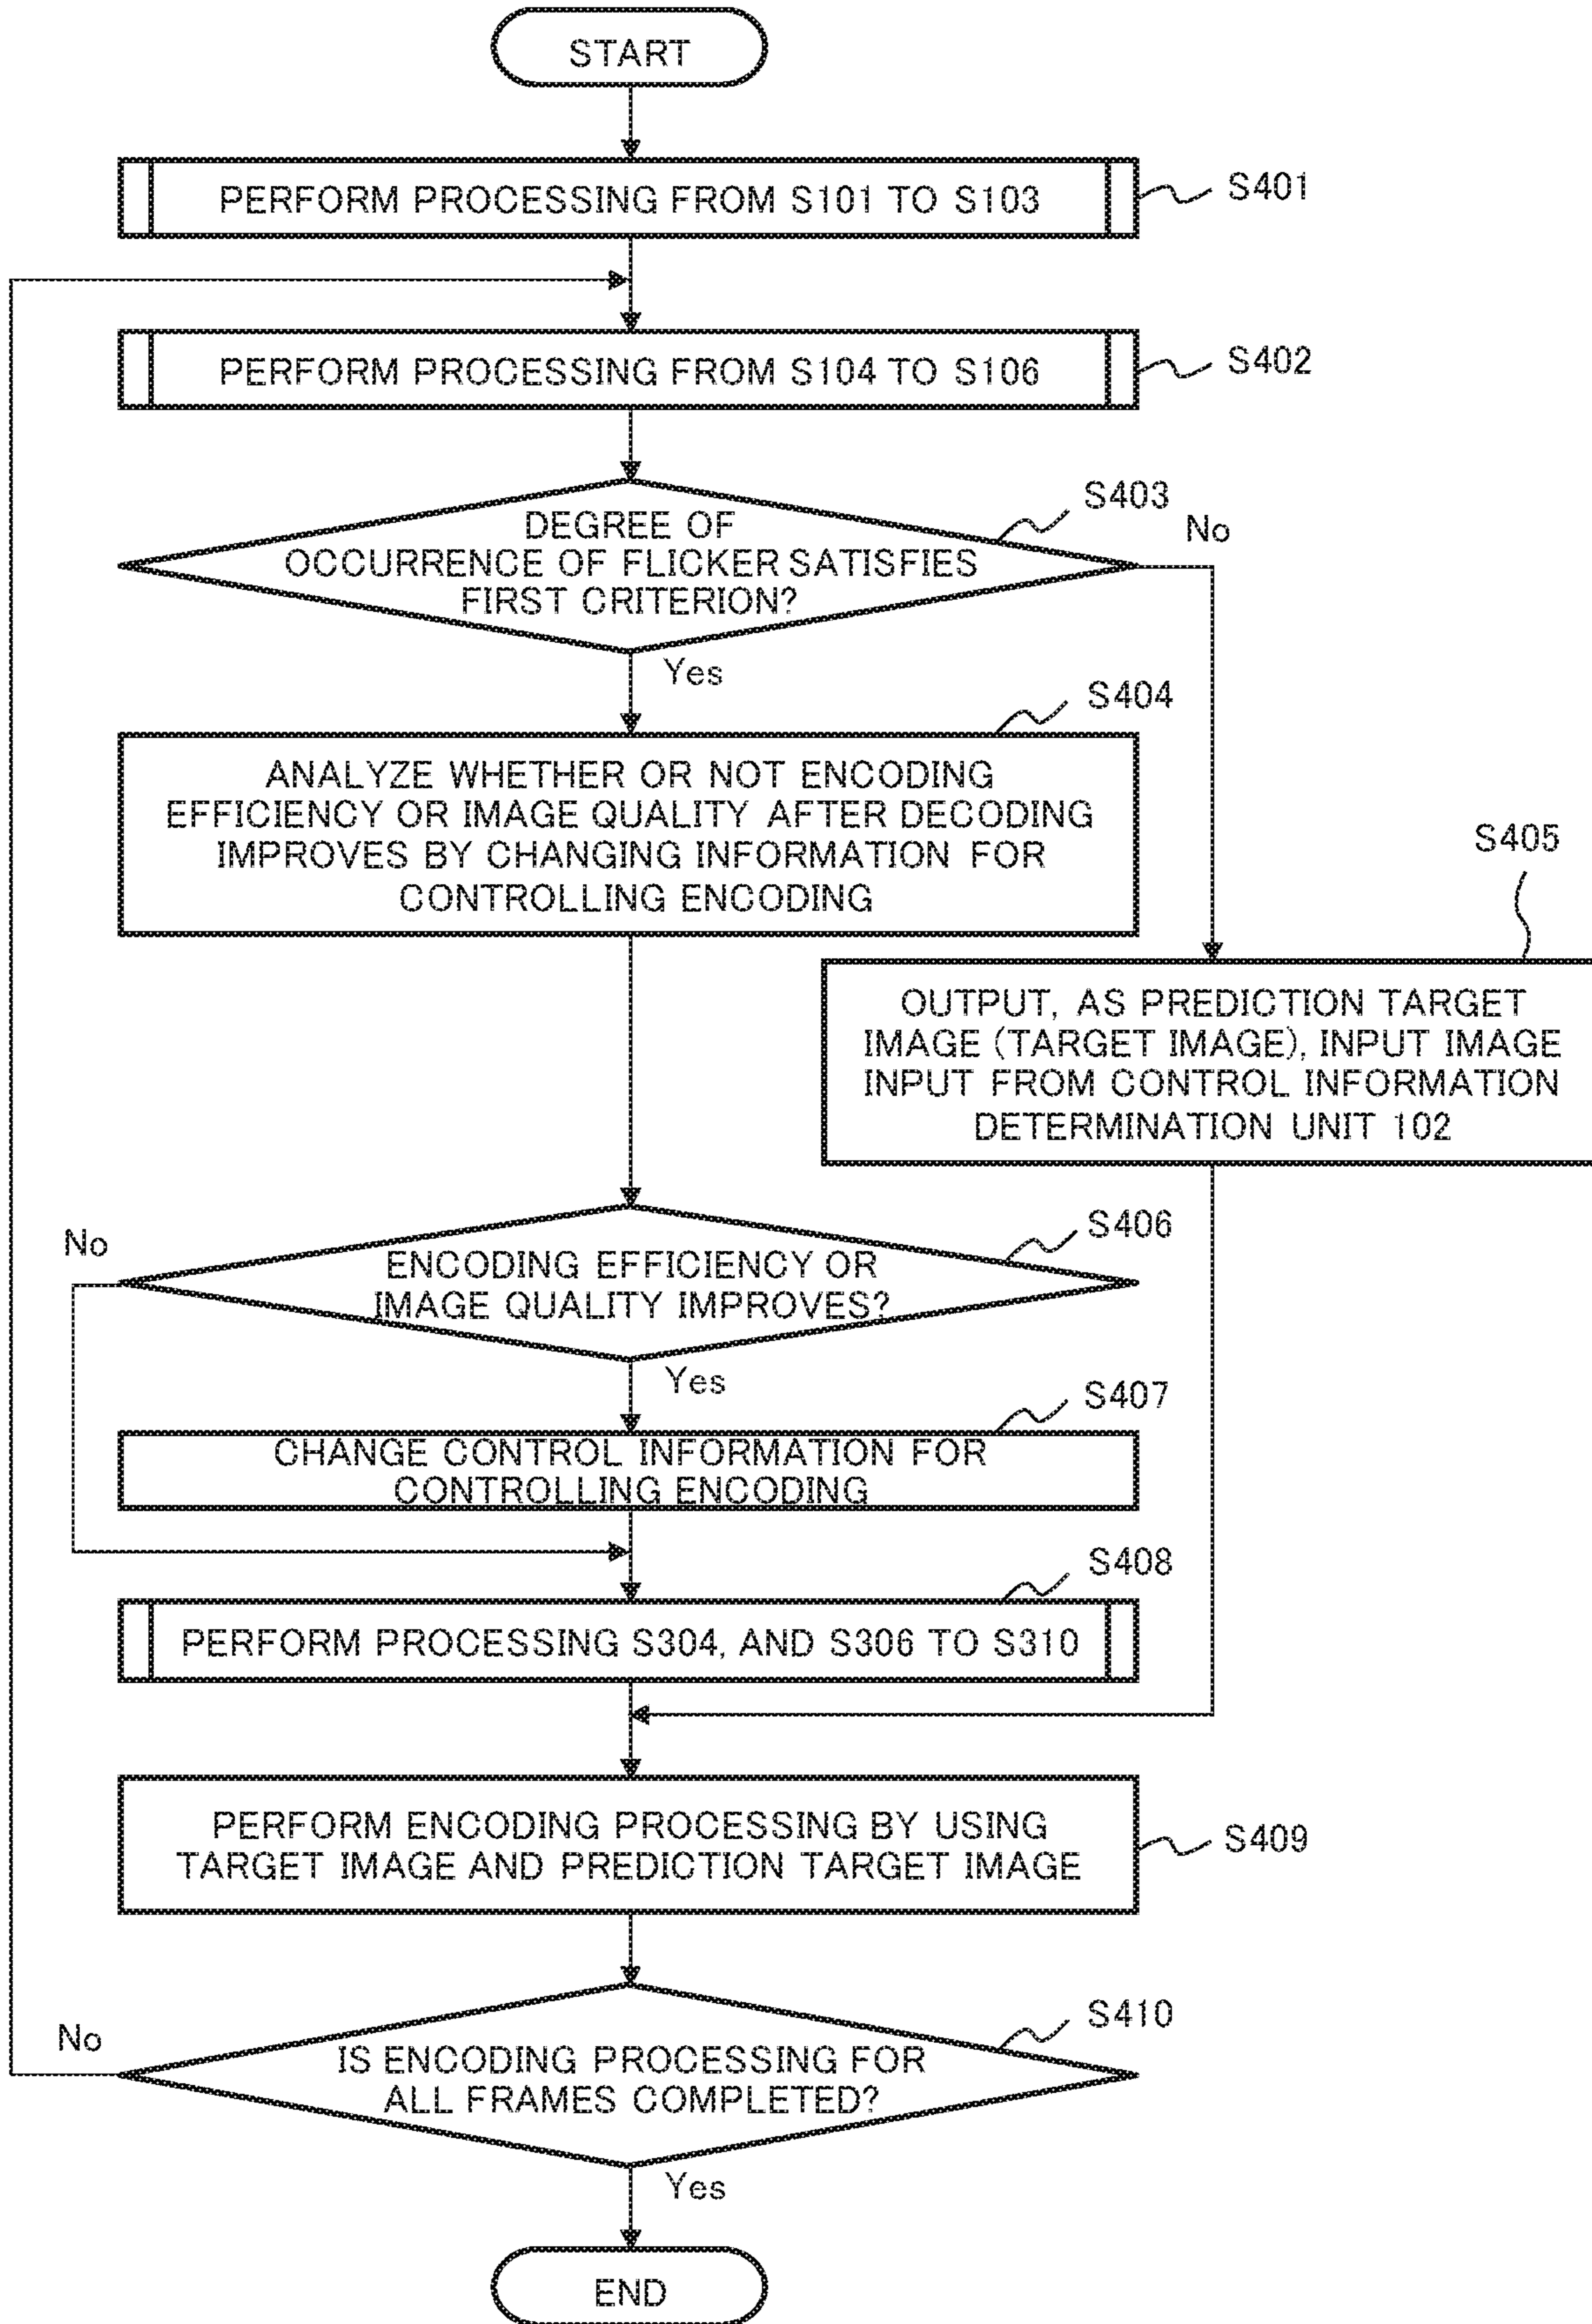 START
PERFORM PROCESSING FROM S101 TO S103
S401
PERFORM PROCESSING FROM S104 TO S106
S402
S403
DEGREE OF
OCCURRENCE OF FLICKER SATISFIES
FIRST CRITERION?
No
Yes
S404
ANALYZE WHETHER OR NOT ENCODING
EFFICIENCY OR IMAGE QUALITY AFTER DECODING
IMPROVES BY CHANGING INFORMATION FOR
CONTROLLING ENCODING
S405
OUTPUT, AS PREDICTION TARGET
IMAGE (TARGET IMAGE), INPUT IMAGE
INPUT FROM CONTROL INFORMATION
DETERMINATION UNIT 102
S406
No
ENCODING EFFICIENCY OR
IMAGE QUALITY IMPROVES?
Yes
S407
CHANGE CONTROL INFORMATION FOR
CONTROLLING ENCODING
S408
PERFORM PROCESSING S304, AND S306 TO S310
PERFORM ENCODING PROCESSING BY USING
TARGET IMAGE AND PREDICTION TARGET IMAGE
S409
S410
No
IS ENCODING PROCESSING FOR
ALL FRAMES COMPLETED?
Yes
END